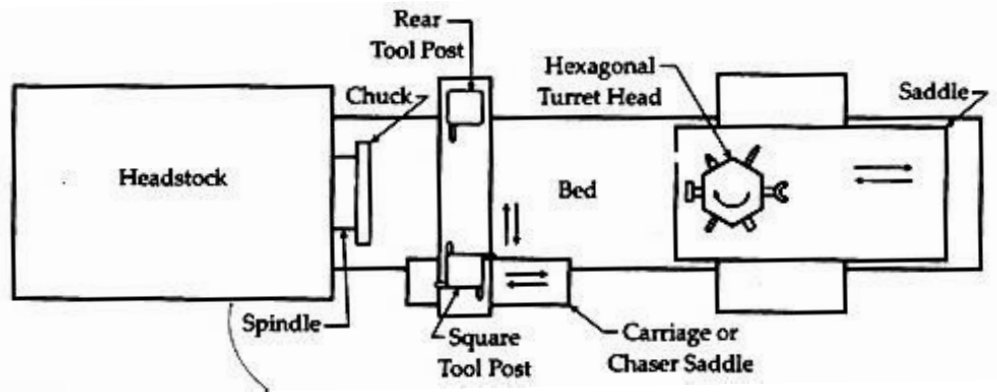 Rear
Tool Post
Hexagonal
Turret Head
Saddle
Chuck
Headstock
Bed
Spindle
Square
Tool Post
Carriage or
Chaser Saddle